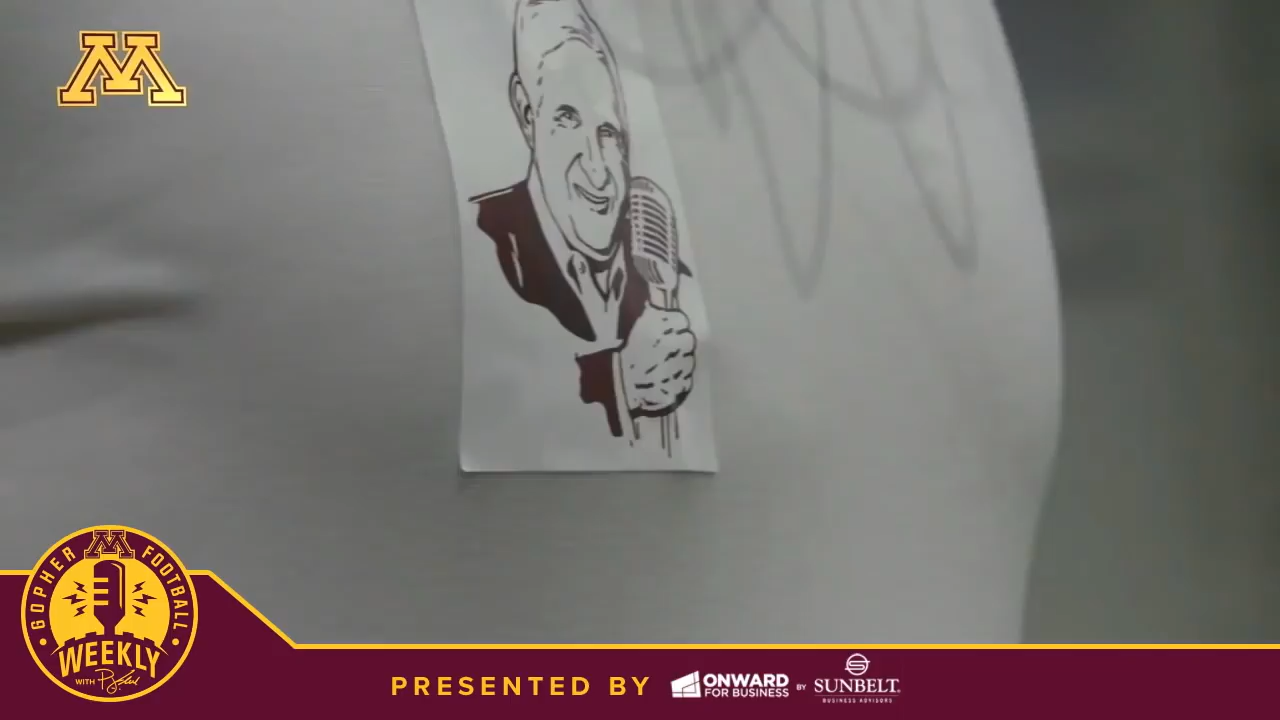 M
M
GOPHER FOOTBALL
WEEKLY
WITH
PRESENTED BY
ONWARD
FOR BUSINESS
BY
SUNBELT
BUSINESS ADVISORS